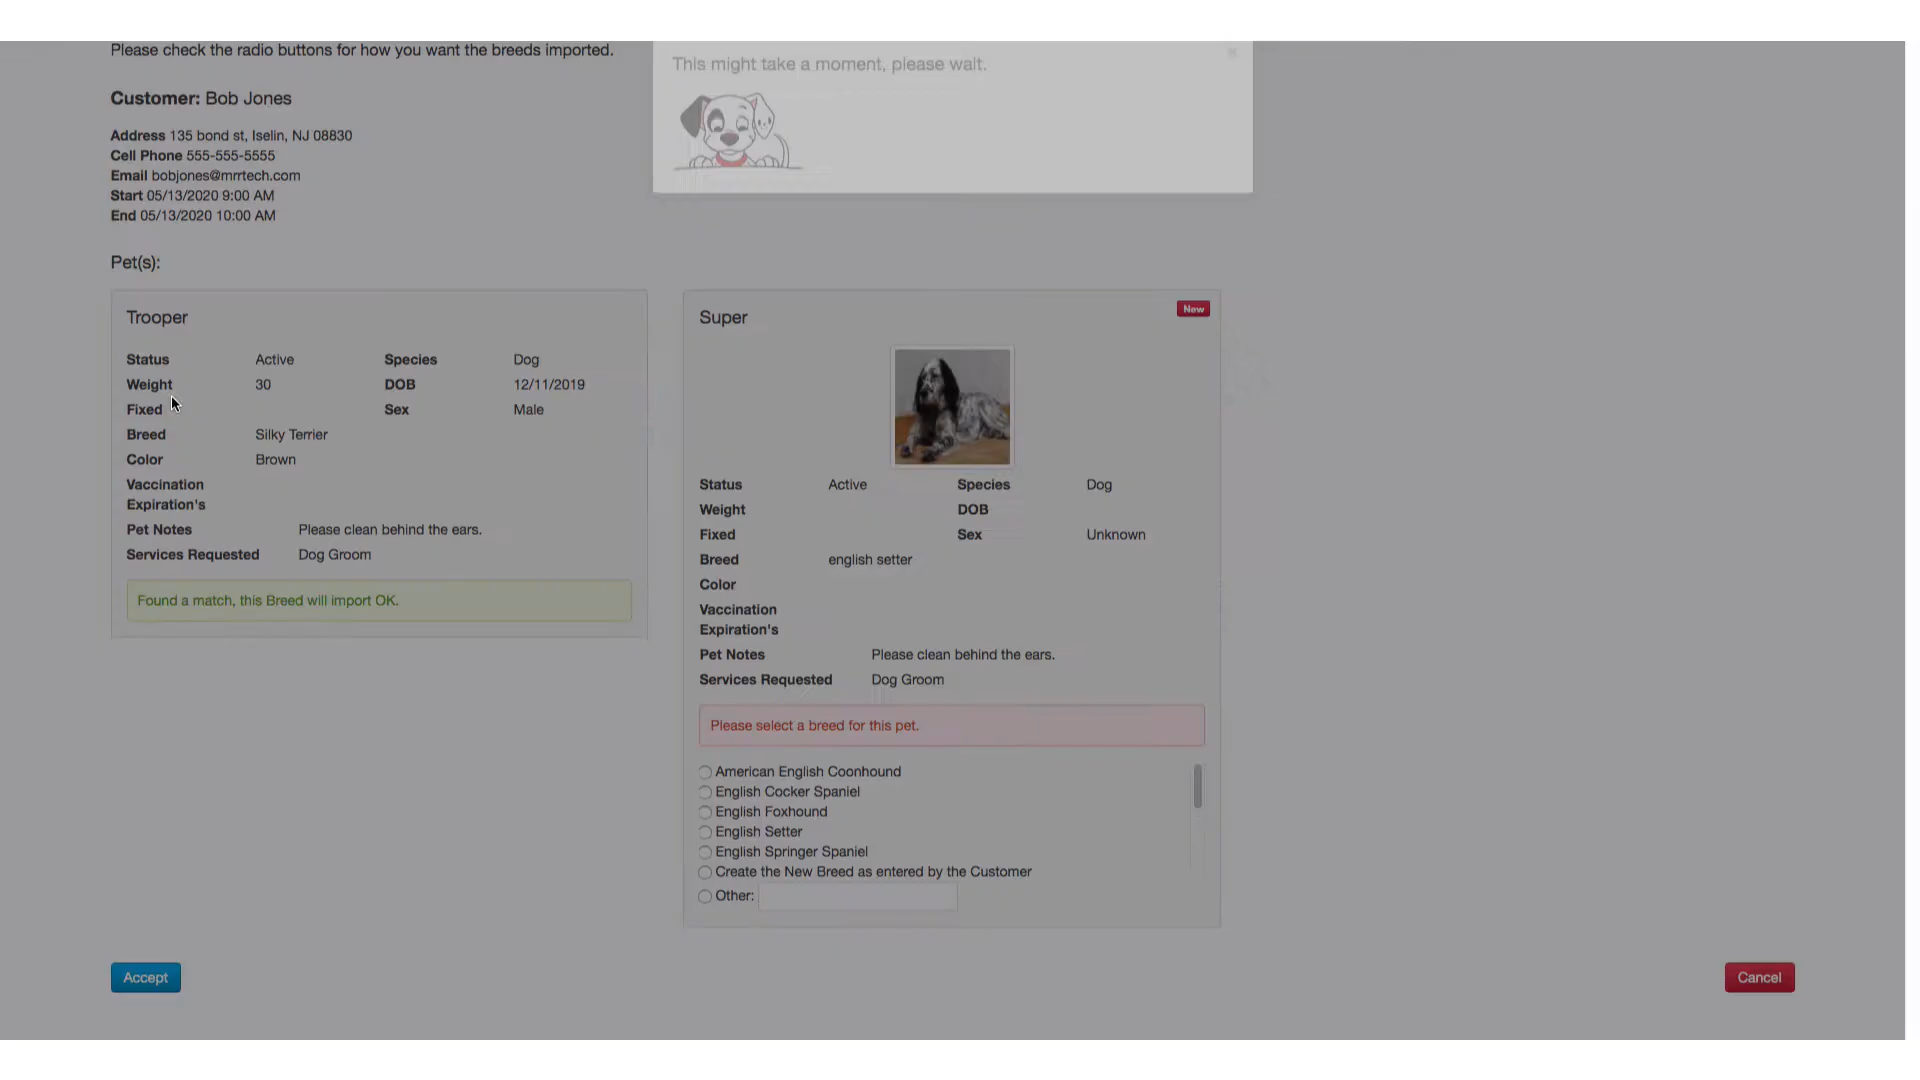 Please check the radio buttons for how you want the breeds imported.
This might take a moment, please wait.
×
Customer: Bob Jones
Address 135 bond st, Iselin, NJ 08830
Cell Phone 555-555-5555
Email bobjones@mrrtech.com
Start 05/13/2020 9:00 AM
End 05/13/2020 10:00 AM
Pet(s):
Trooper
Status Active Species Dog
Weight 30 DOB 12/11/2019
Fixed Sex Male
Breed Silky Terrier
Color Brown
Vaccination
Expiration's
Pet Notes Please clean behind the ears.
Services Requested Dog Groom
Found a match, this Breed will import OK.
Super New
Status Active Species Dog
Weight DOB
Fixed Sex Unknown
Breed english setter
Color
Vaccination
Expiration's
Pet Notes Please clean behind the ears.
Services Requested Dog Groom
Please select a breed for this pet.
American English Coonhound
English Cocker Spaniel
English Foxhound
English Setter
English Springer Spaniel
Create the New Breed as entered by the Customer
Other:
Accept Cancel